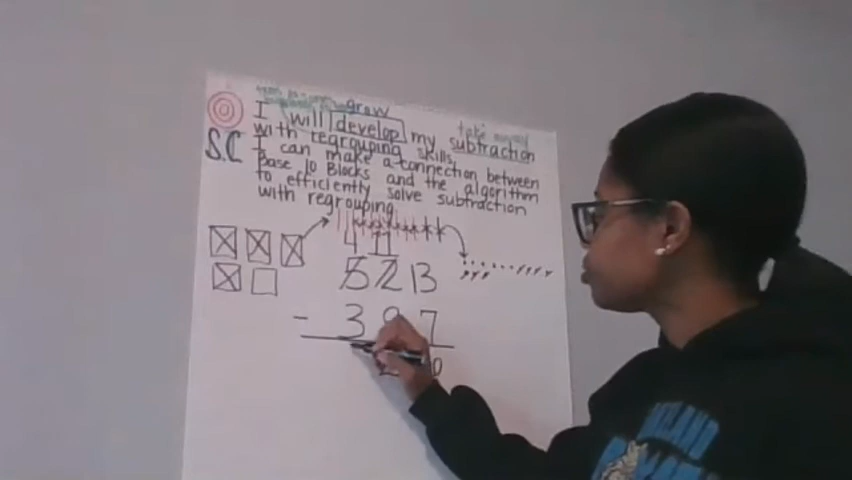 grow
take away
I will develop my subtraction
with regrouping skills.
S.C I can make a connection between
Base 10 Blocks and the algorithm
to efficiently solve subtraction
with regrouping
4 11
5 2 13
- 3 9 7